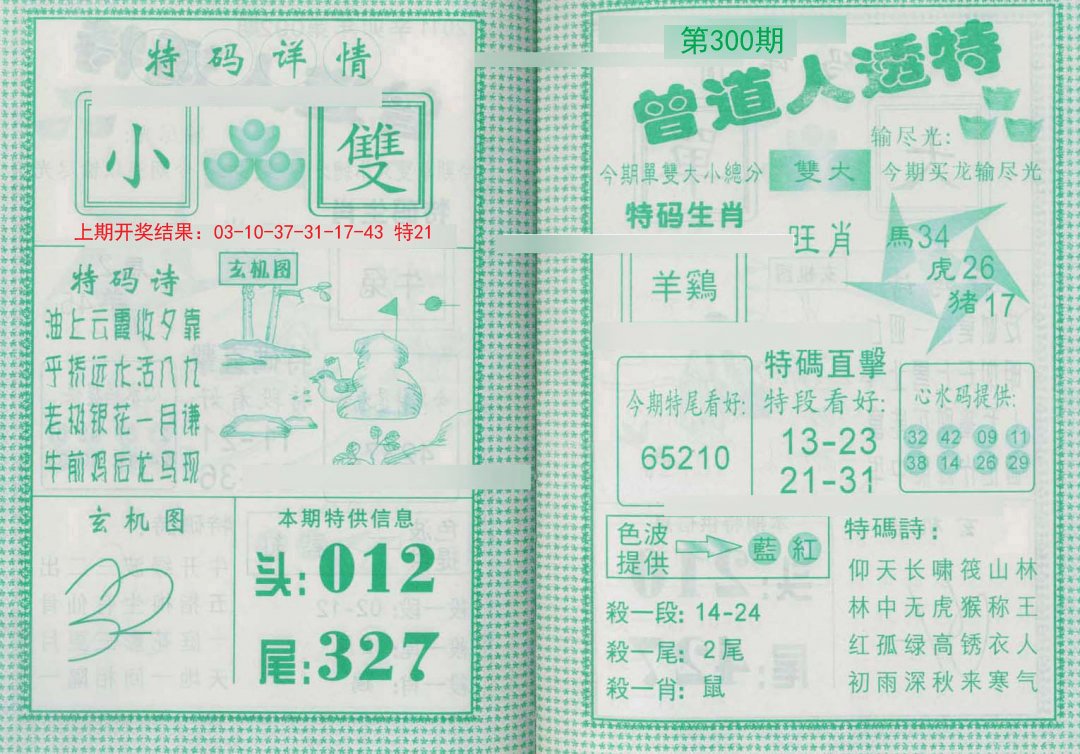 特码详情
小 雙
上期开奖结果：03-10-37-31-17-43 特21
特码诗
油上云霞收夕靠
乎桥远水活八九
老奶银花一月谦
牛前鸡后龙马现
玄机图
玄机图
本期特供信息
头:012
尾:327
第300期
曾道人透特
输尽光:
今期單雙大小總分 雙大 今期买龙输尽光
特码生肖
旺肖
馬34
虎26
猪17
羊鷄
今期特尾看好:
65210
特碼直擊
特段看好:
13-23
21-31
心水码提供:
32 42 09 11
38 14 26 29
色波
提供
藍 紅
殺一段: 14-24
殺一尾: 2尾
殺一肖: 鼠
特碼詩:
仰天长啸筏山林
林中无虎猴称王
红孤绿高锈衣人
初雨深秋来寒气